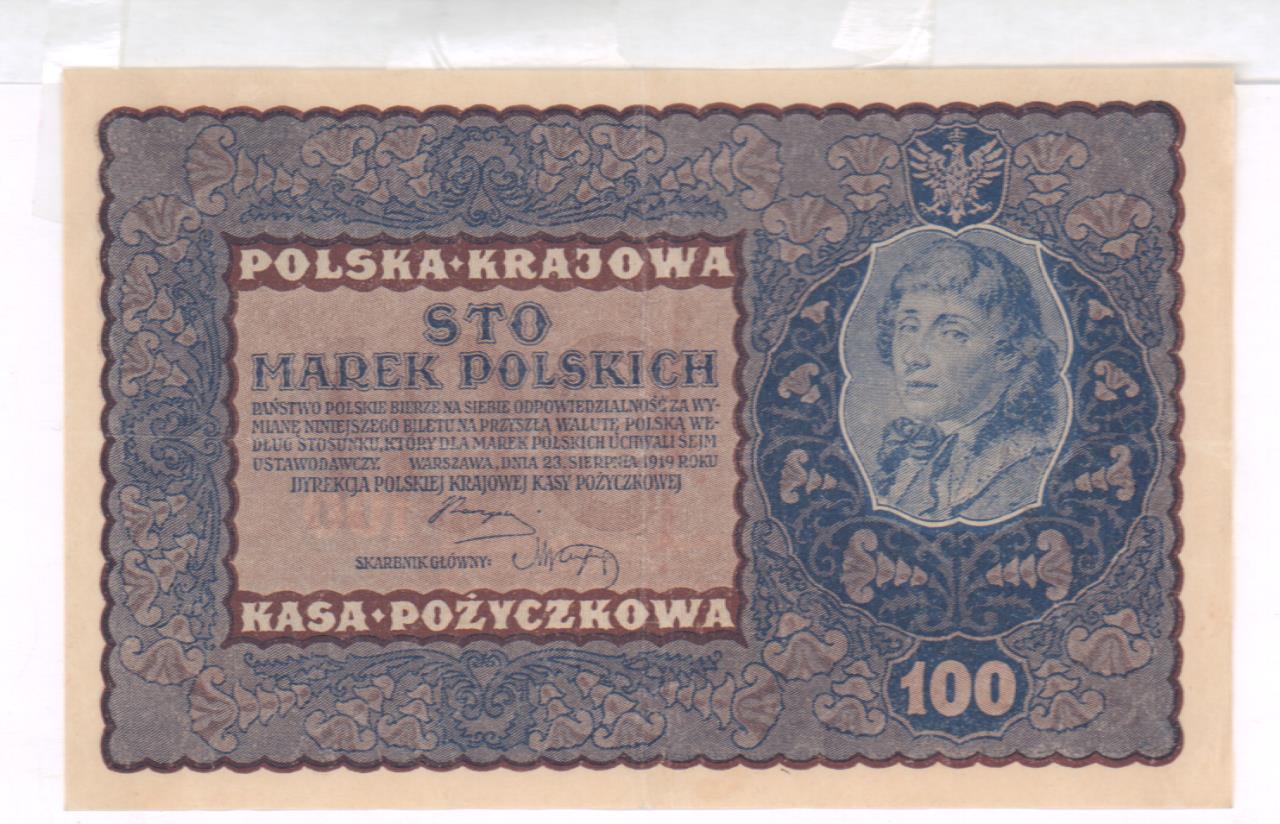 POLSKA·KRAJOWA
STO
MAREK POLSKICH
PAŃSTWO POLSKIE BIERZE NA SIEBIE ODPOWIEDZIALNOŚĆ ZA WY-
MIANĘ NINIEJSZEGO BILETU NA PRZYSZŁĄ WALUTĘ POLSKĄ WE-
DŁUG STOSUNKU, KTÓRY DLA MAREK POLSKICH UCHWALI SEJM
USTAWODAWCZY. WARSZAWA, DNIA 23. SIERPNIA 1919 ROKU
DYREKCJA POLSKIEJ KRAJOWEJ KASY POŻYCZKOWEJ
SKARBNIK GŁÓWNY:
KASA·POŻYCZKOWA
100